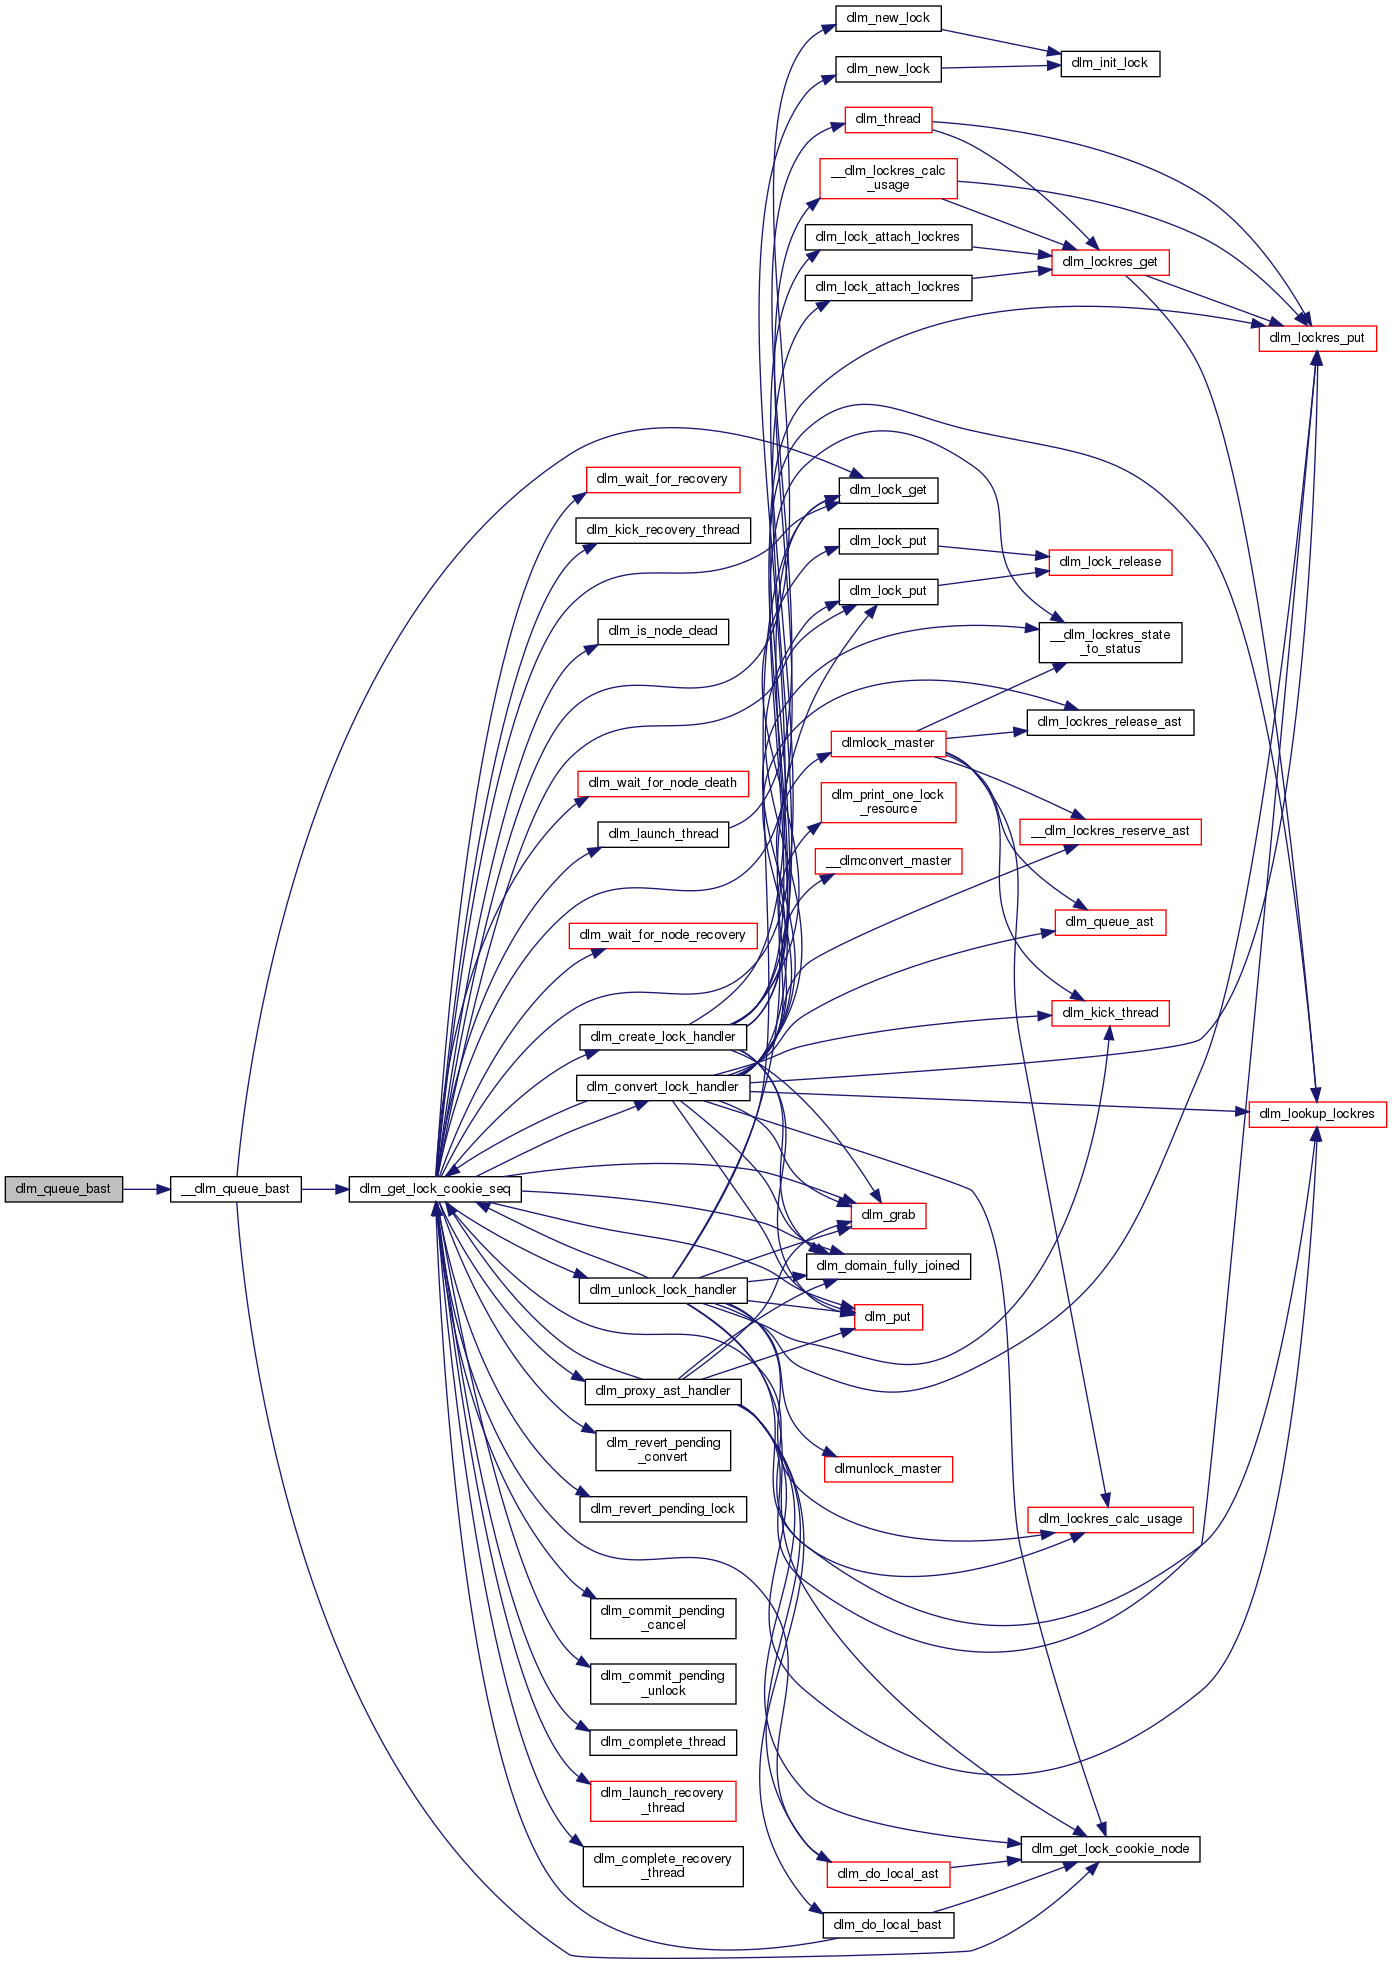 dlm_new_lock
dlm_init_lock
dlm_new_lock
dlm_thread
__dlm_lockres_calc
_usage
dlm_lock_attach_lockres
dlm_lockres_get
dlm_lock_attach_lockres
dlm_lockres_put
dlm_wait_for_recovery
dlm_lock_get
dlm_kick_recovery_thread
dlm_lock_put
dlm_lock_release
dlm_lock_put
dlm_is_node_dead
__dlm_lockres_state
_to_status
dlm_lockres_release_ast
dlmlock_master
dlm_wait_for_node_death
dlm_print_one_lock
_resource
dlm_launch_thread
__dlm_lockres_reserve_ast
__dlmconvert_master
dlm_queue_ast
dlm_wait_for_node_recovery
dlm_kick_thread
dlm_create_lock_handler
dlm_convert_lock_handler
dlm_lookup_lockres
dlm_queue_bast
__dlm_queue_bast
dlm_get_lock_cookie_seq
dlm_grab
dlm_domain_fully_joined
dlm_unlock_lock_handler
dlm_put
dlm_proxy_ast_handler
dlm_revert_pending
_convert
dlmunlock_master
dlm_revert_pending_lock
dlm_lockres_calc_usage
dlm_commit_pending
_cancel
dlm_commit_pending
_unlock
dlm_complete_thread
dlm_launch_recovery
_thread
dlm_get_lock_cookie_node
dlm_complete_recovery
_thread
dlm_do_local_ast
dlm_do_local_bast